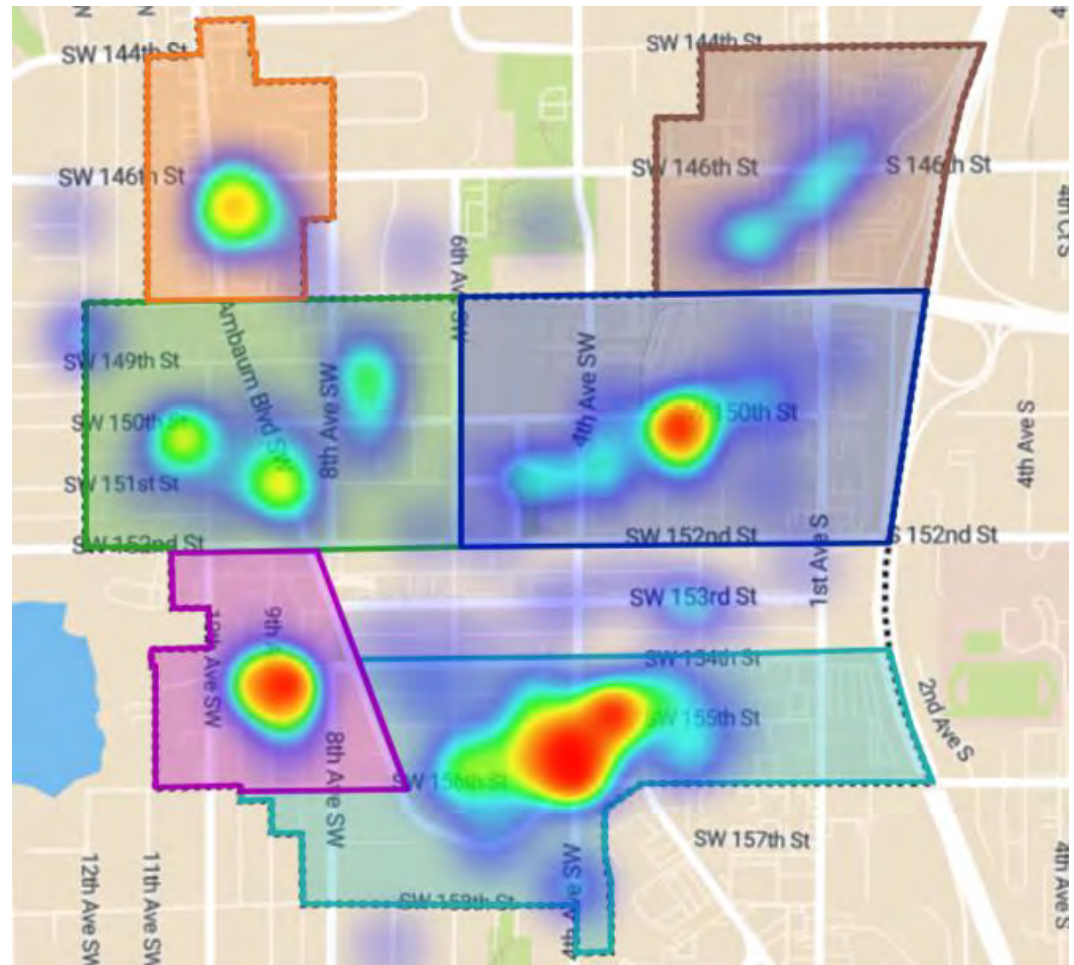 SW 144th St
SW 144th St
SW 146th St
SW 146th St
S 146th St
4th Ct S
6th Av SW
Ambaum Blvd SW
SW 149th St
8th Ave SW
4th Ave SW
SW 150th St
150th St
4th Ave S
SW 151st St
SW 152nd St
SW 152nd St
S 152nd St
1st Ave S
SW 153rd St
9th A
10th Ave SW
SW 154th St
SW 155th St
2nd Ave S
8th Ave SW
SW 156th St
SW 157th St
12th Ave SW
11th Ave SW
4th Ave SW
4th Ave S